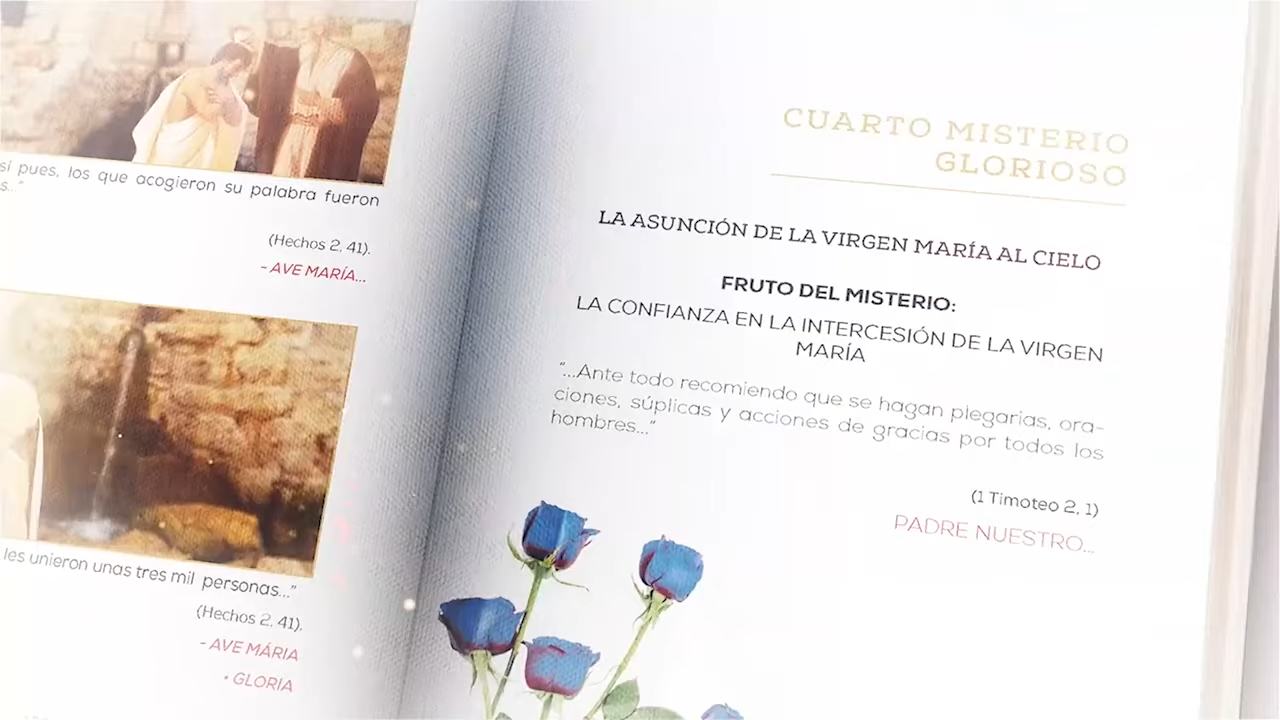 si pues, los que acogieron su palabra fueron
s..."
(Hechos 2, 41).
- AVE MARÍA...
les unieron unas tres mil personas..."
(Hechos 2, 41).
- AVE MÁRIA
• GLORIA
CUARTO MISTERIO
GLORIOSO
LA ASUNCIÓN DE LA VIRGEN MARÍA AL CIELO
FRUTO DEL MISTERIO:
LA CONFIANZA EN LA INTERCESIÓN DE LA VIRGEN
MARÍA
"...Ante todo recomiendo que se hagan plegarias, ora-
ciones, súplicas y acciones de gracias por todos los
hombres..."
(1 Timoteo 2, 1)
PADRE NUESTRO...